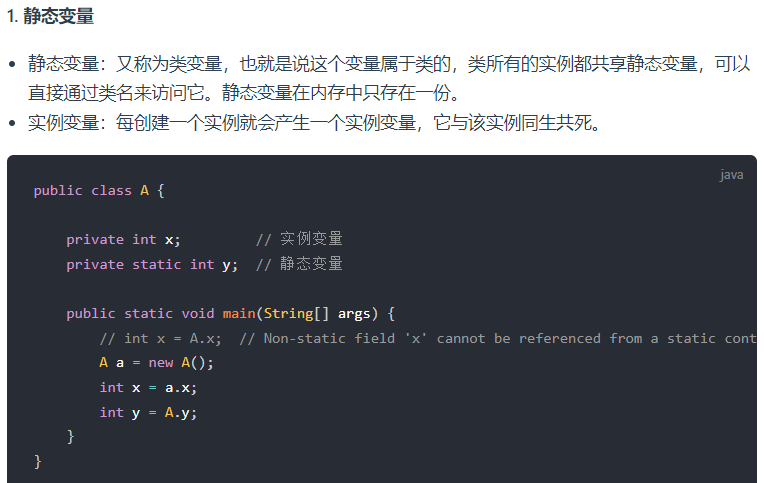 1. 静态变量
静态变量：又称为类变量，也就是说这个变量属于类的，类所有的实例都共享静态变量，可以
直接通过类名来访问它。静态变量在内存中只存在一份。
实例变量：每创建一个实例就会产生一个实例变量，它与该实例同生共死。
java
public class A {
    private int x;         // 实例变量
    private static int y;  // 静态变量
    public static void main(String[] args) {
        // int x = A.x;  // Non-static field 'x' cannot be referenced from a static cont
        A a = new A();
        int x = a.x;
        int y = A.y;
    }
}